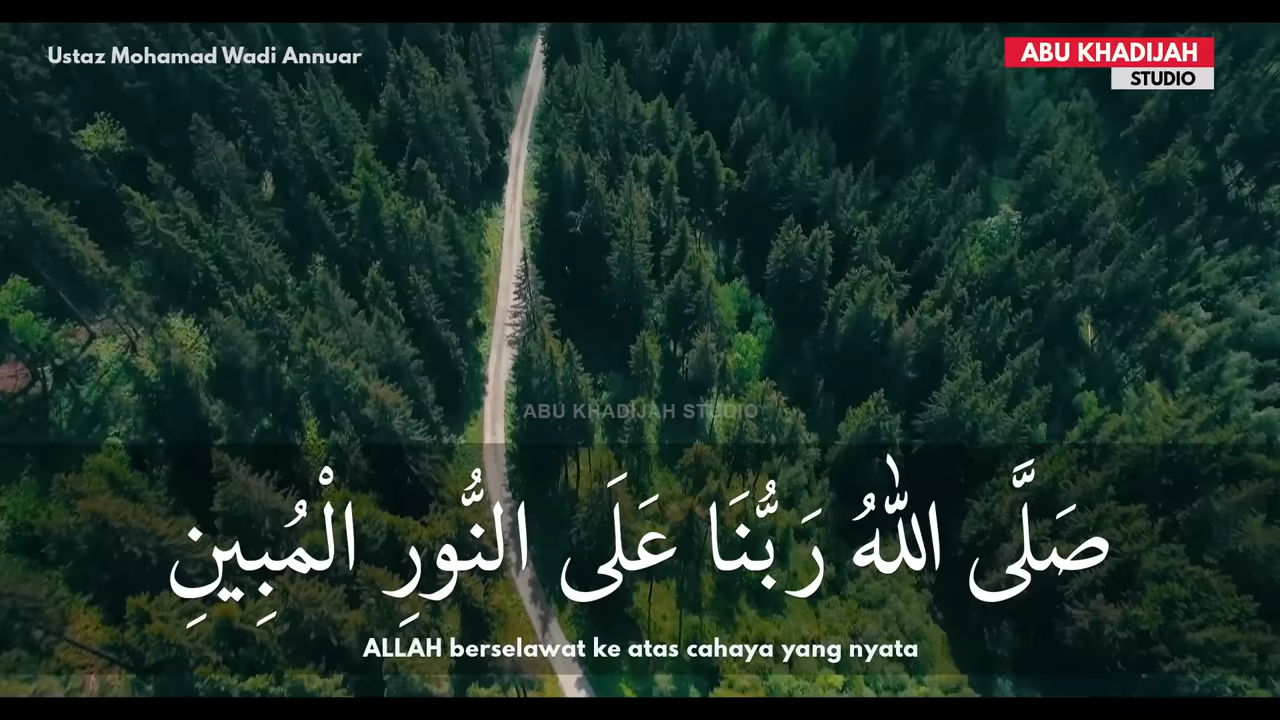 Ustaz Mohamad Wadi Annuar
ABU KHADIJAH
STUDIO
ABU KHADIJAH STUDIO
صَلَّى اللّٰهُ رَبُّنَا عَلَى النُّورِ الْمُبِينِ
ALLAH berselawat ke atas cahaya yang nyata